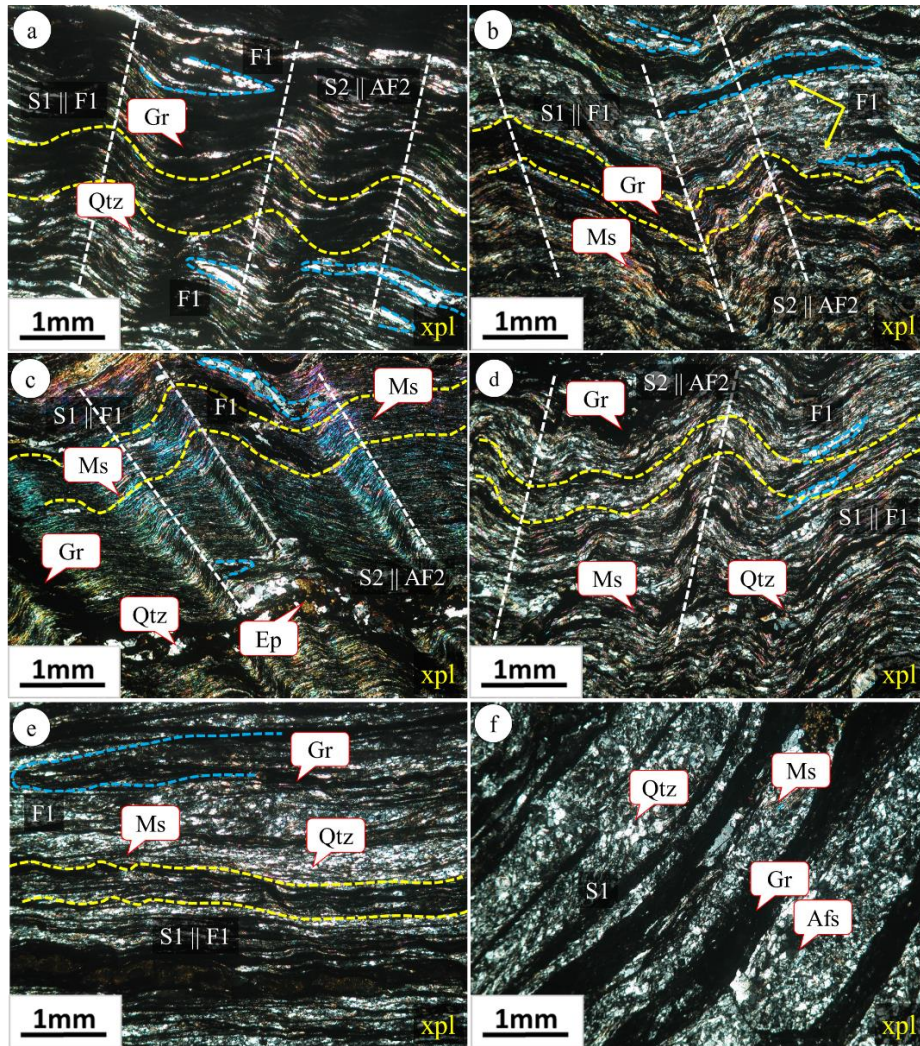 a
F1
S1 || F1
S2 || AF2
Gr
Qtz
F1
1mm
xpl
b
F1
S1 || F1
Gr
Ms
S2 || AF2
1mm
xpl
c
Ms
S1 || F1
F1
Ms
Gr
S2 || AF2
Qtz
Ep
1mm
xpl
d
S2 || AF2
Gr
F1
S1 || F1
Ms
Qtz
1mm
xpl
e
Gr
F1
Ms
Qtz
S1 || F1
1mm
xpl
f
Ms
Qtz
S1
Gr
Afs
1mm
xpl